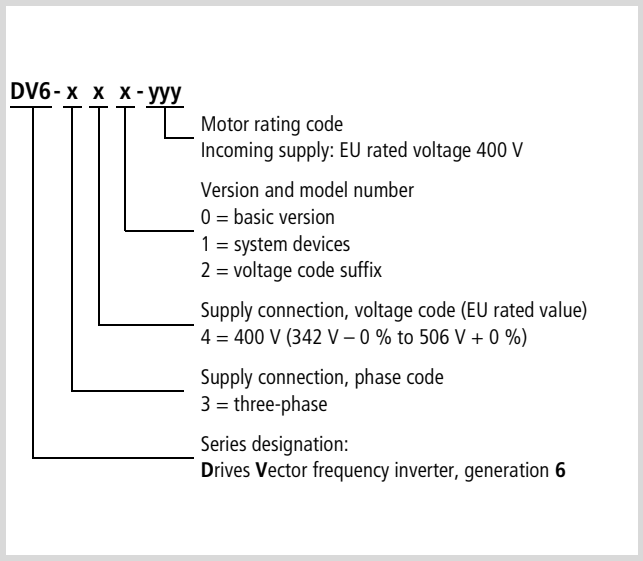 DV6 - x x x - yyy
Motor rating code
Incoming supply: EU rated voltage 400 V
Version and model number
0 = basic version
1 = system devices
2 = voltage code suffix
Supply connection, voltage code (EU rated value)
4 = 400 V (342 V – 0 % to 506 V + 0 %)
Supply connection, phase code
3 = three-phase
Series designation:
Drives Vector frequency inverter, generation 6